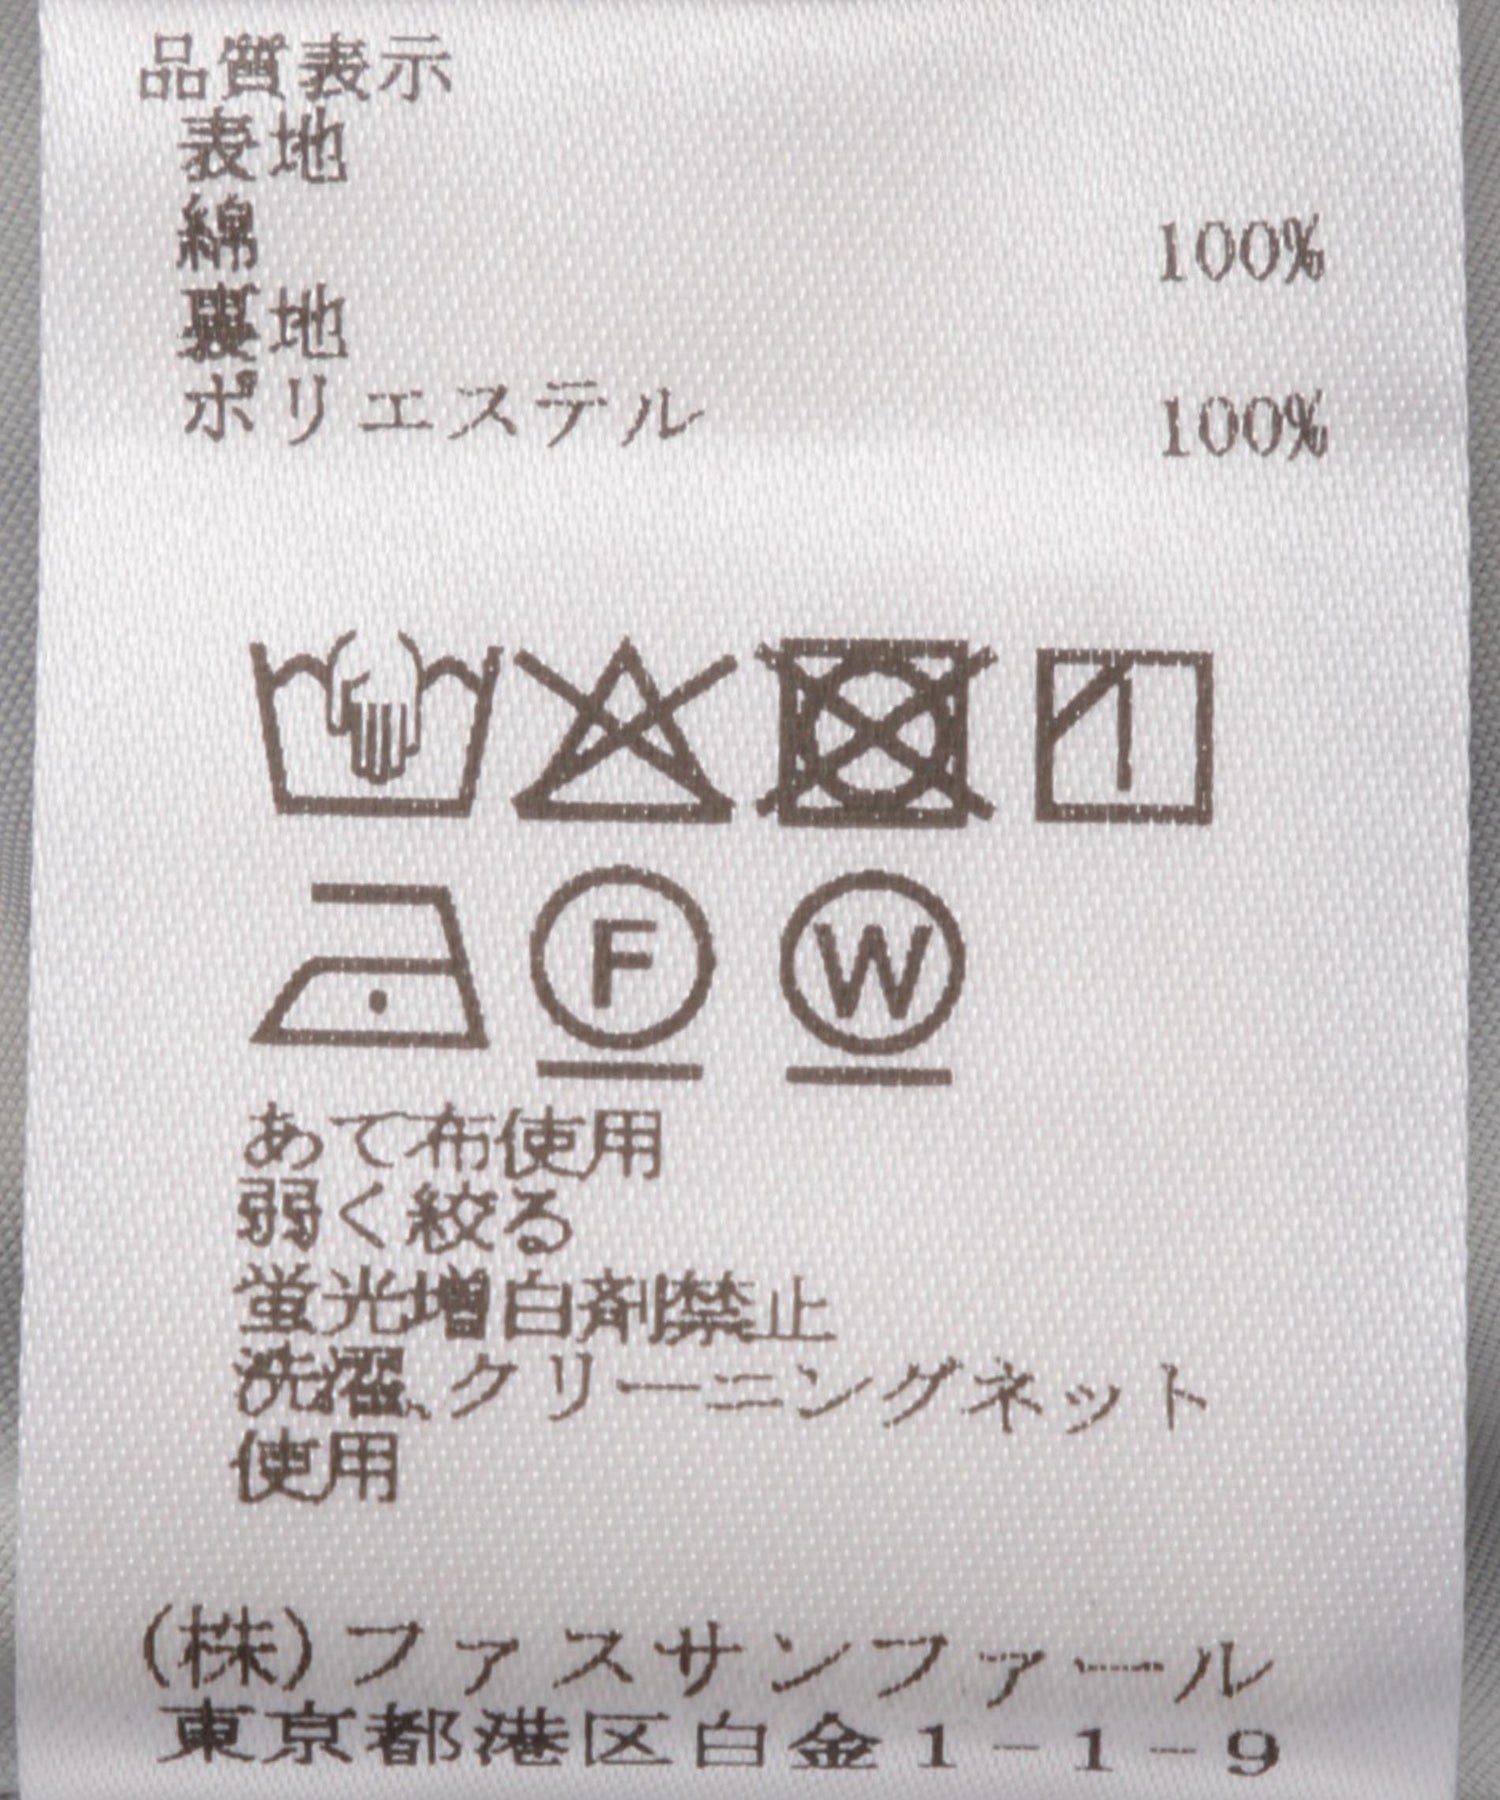 品質表示
表地
綿 100%
裏地
ポリエステル 100%
F W
あて布使用
弱く絞る
蛍光増白剤禁止
洗濯、クリーニングネット
使用
(株)ファスサンファール
東京都港区白金1-1-9